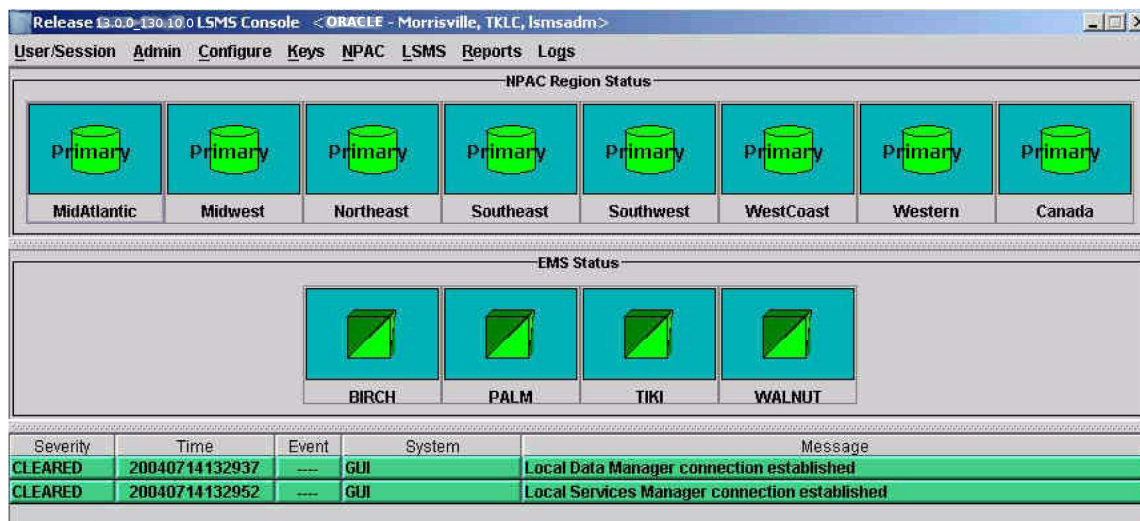 Release 13.0.0_130.10.0 LSMS Console <ORACLE - Morrisville, TKLC, lsmsadm>
User/Session Admin Configure Keys NPAC LSMS Reports Logs
NPAC Region Status
Primary Primary Primary Primary Primary Primary Primary Primary
MidAtlantic Midwest Northeast Southeast Southwest WestCoast Western Canada
EMS Status
BIRCH PALM TIKI WALNUT
Severity Time Event System Message
CLEARED 20040714132937 ---- GUI Local Data Manager connection established
CLEARED 20040714132952 ---- GUI Local Services Manager connection established